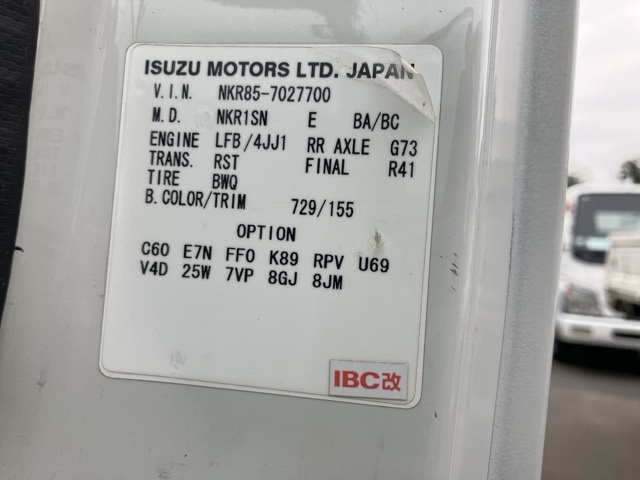 ISUZU MOTORS LTD. JAPAN
V.I.N. NKR85-7027700
M.D. NKR1SN E BA/BC
ENGINE LFB/4JJ1 RR AXLE G73
TRANS. RST FINAL R41
TIRE BWQ
B.COLOR/TRIM 729/155
OPTION
C60 E7N FF0 K89 RPV U69
V4D 25W 7VP 8GJ 8JM
IBC改